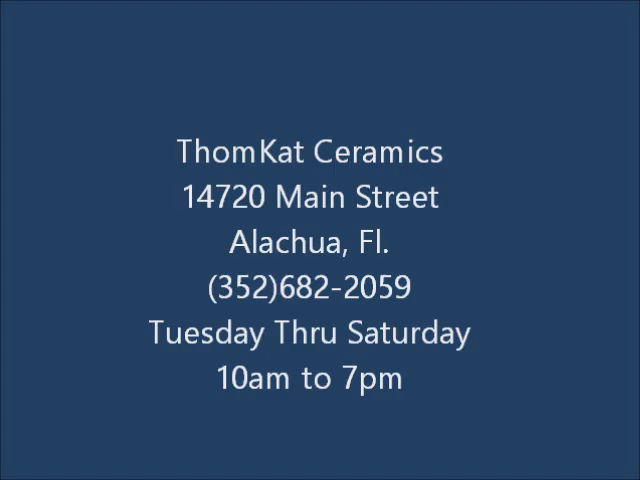 ThomKat Ceramics
14720 Main Street
Alachua, Fl.
(352)682-2059
Tuesday Thru Saturday
10am to 7pm